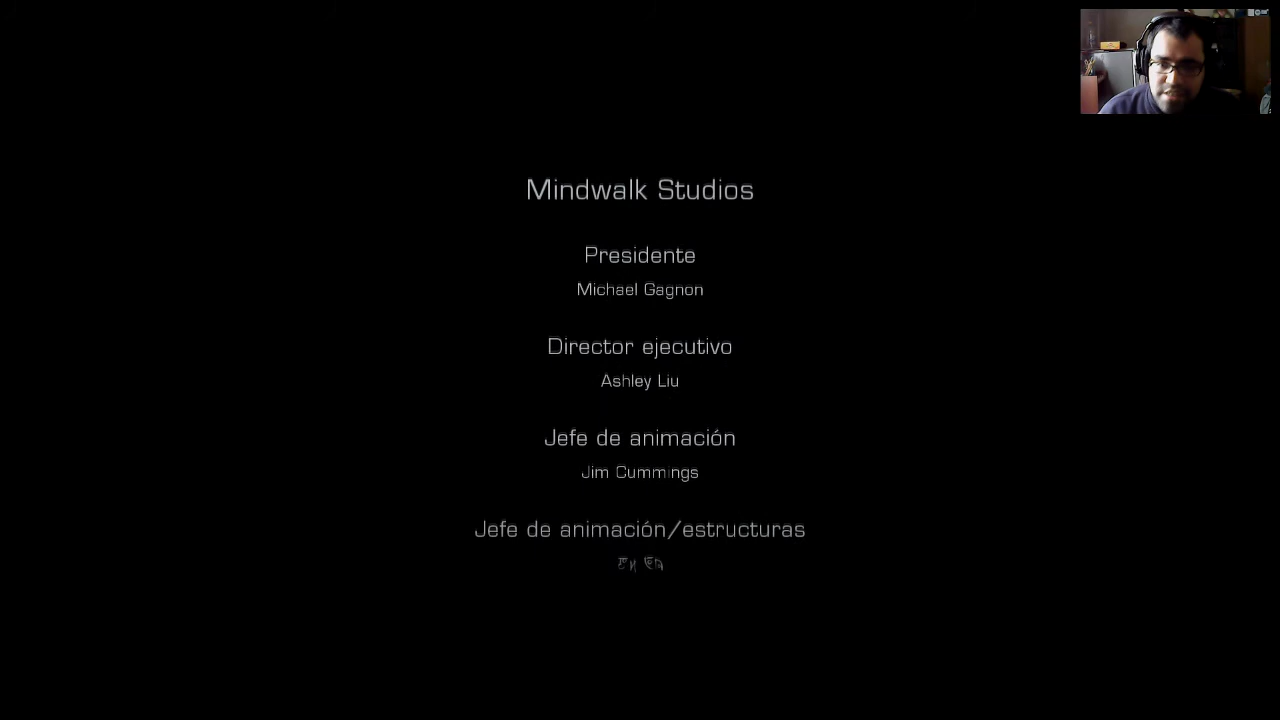 Mindwalk Studios
Presidente
Michael Gagnon
Director ejecutivo
Ashley Liu
Jefe de animación
Jim Cummings
Jefe de animación/estructuras